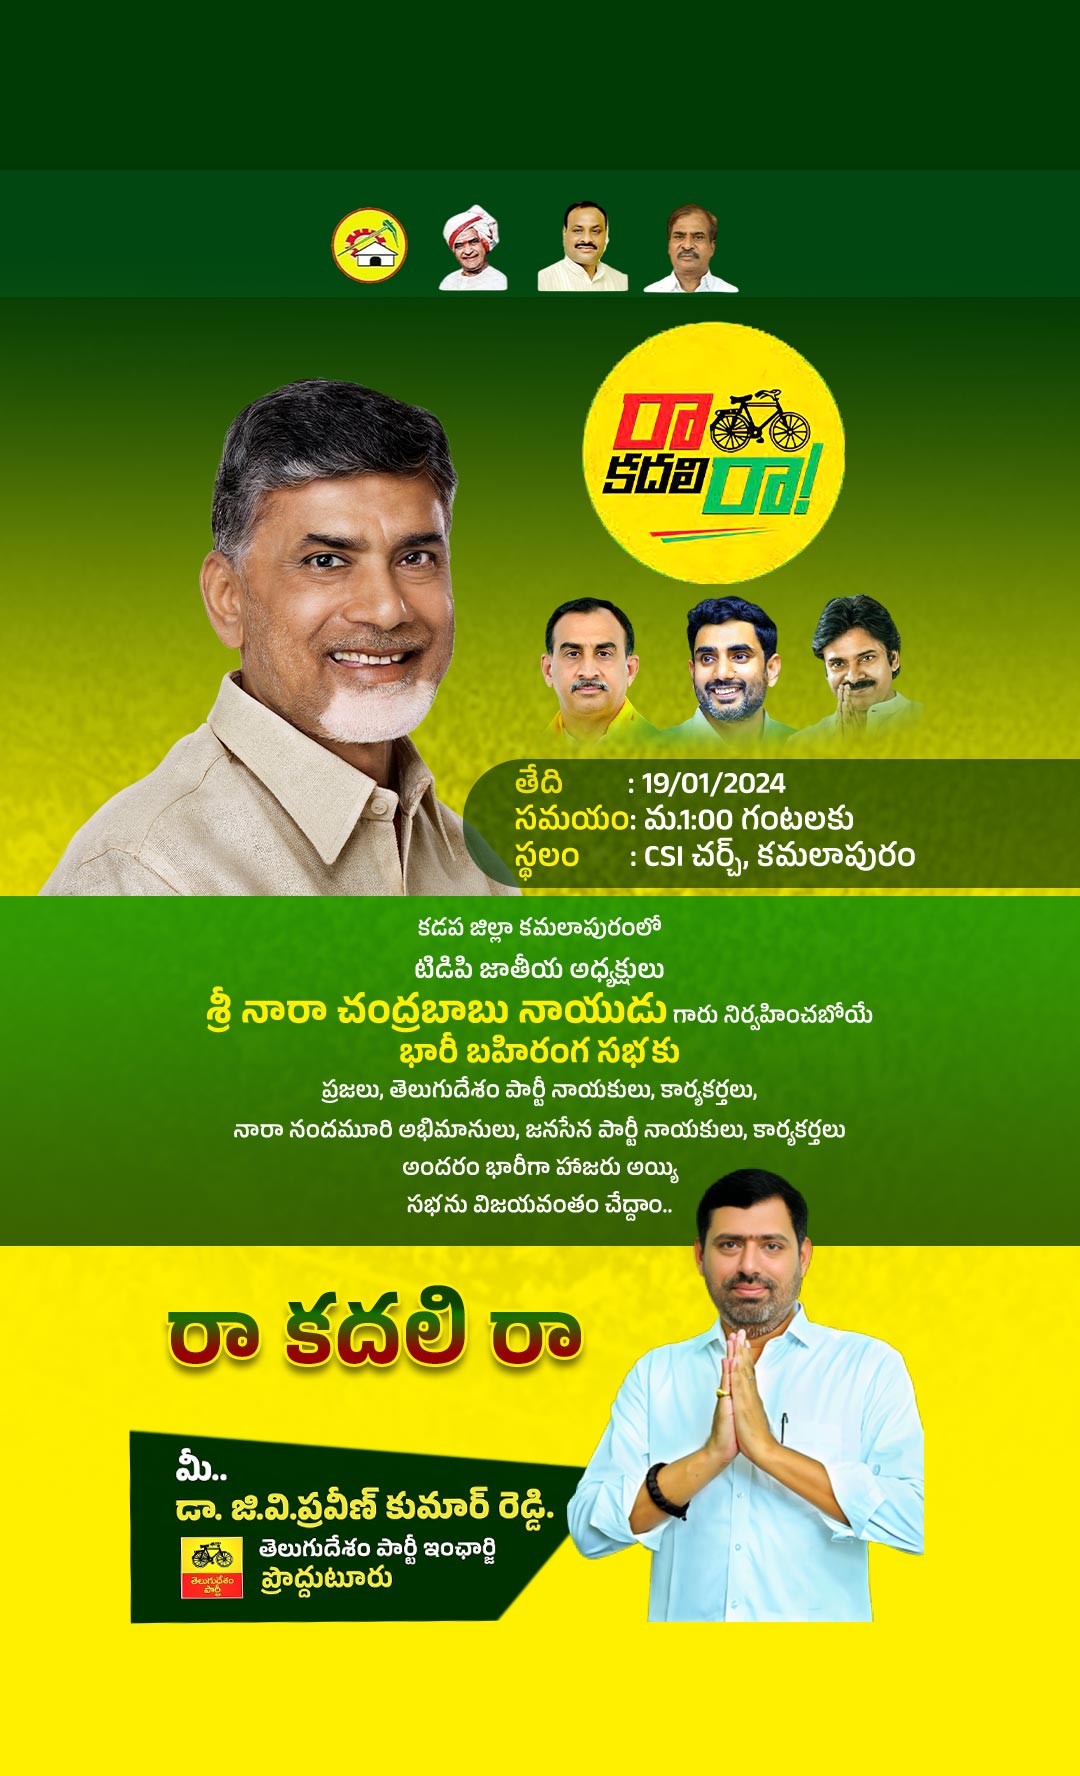 రా
కదలి రా!
తేది : 19/01/2024
సమయం: మ.1:00 గంటలకు
స్థలం : CSI చర్చ్, కమలాపురం
కడప జిల్లా కమలాపురంలో
టిడిపి జాతీయ అధ్యక్షులు
శ్రీ నారా చంద్రబాబు నాయుడు గారు నిర్వహించబోయే
భారీ బహిరంగ సభకు
ప్రజలు, తెలుగుదేశం పార్టీ నాయకులు, కార్యకర్తలు,
నారా నందమూరి అభిమానులు, జనసేన పార్టీ నాయకులు, కార్యకర్తలు
అందరం భారీగా హాజరు అయ్యి
సభను విజయవంతం చేద్దాం..
రా కదలి రా
మీ..
డా. జి.వి.ప్రవీణ్ కుమార్ రెడ్డి.
తెలుగుదేశం పార్టీ ఇంఛార్జి
ప్రొద్దుటూరు
తెలుగుదేశం
పార్టీ